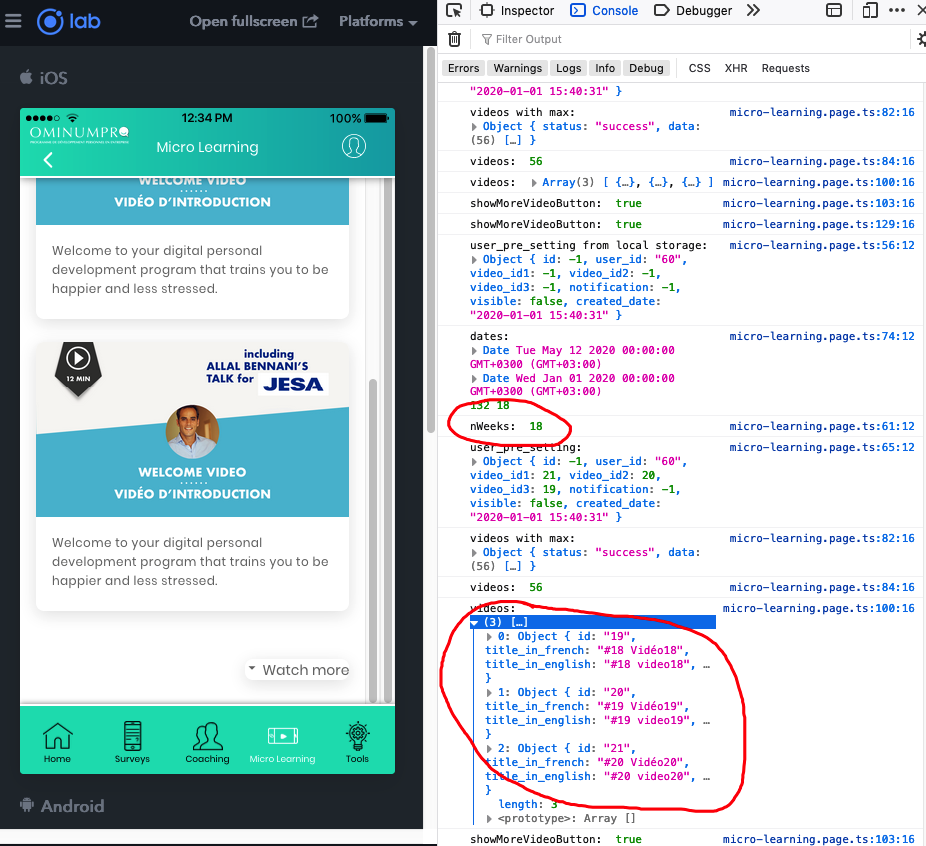 lab
Open fullscreen
Platforms
iOS
12:34 PM
100%
OMINUMPRO
Micro Learning
WELCOME VIDEO
VIDÉO D'INTRODUCTION
Welcome to your digital personal
development program that trains you to be
happier and less stressed.
12 MIN
including
ALLAL BENNANI'S
TALK for JESA
WELCOME VIDEO
VIDÉO D'INTRODUCTION
Welcome to your digital personal
development program that trains you to be
happier and less stressed.
Watch more
Home
Surveys
Coaching
Micro Learning
Tools
Android
Inspector
Console
Debugger
Filter Output
Errors
Warnings
Logs
Info
Debug
CSS
XHR
Requests
"2020-01-01 15:40:31" }
videos with max: micro-learning.page.ts:82:16
Object { status: "success", data:
(56) […] }
videos: 56 micro-learning.page.ts:84:16
videos: Array(3) [ {…}, {…}, {…} ] micro-learning.page.ts:100:16
showMoreVideoButton: true micro-learning.page.ts:103:16
showMoreVideoButton: true micro-learning.page.ts:129:16
user_pre_setting from local storage: micro-learning.page.ts:56:12
Object { id: -1, user_id: "60",
video_id1: -1, video_id2: -1,
video_id3: -1, notification: -1,
visible: false, created_date:
"2020-01-01 15:40:31" }
dates: micro-learning.page.ts:74:12
Date Tue May 12 2020 00:00:00
GMT+0300 (GMT+03:00)
Date Wed Jan 01 2020 00:00:00
GMT+0300 (GMT+03:00)
132 18
nWeeks: 18 micro-learning.page.ts:61:12
user_pre_setting: micro-learning.page.ts:65:12
Object { id: -1, user_id: "60",
video_id1: 21, video_id2: 20,
video_id3: 19, notification: -1,
visible: false, created_date:
"2020-01-01 15:40:31" }
videos with max: micro-learning.page.ts:82:16
Object { status: "success", data:
(56) […] }
videos: 56 micro-learning.page.ts:84:16
videos: micro-learning.page.ts:100:16
(3) […]
0: Object { id: "19",
title_in_french: "#18 Vidéo18",
title_in_english: "#18 video18", …
}
1: Object { id: "20",
title_in_french: "#19 Vidéo19",
title_in_english: "#19 video19", …
}
2: Object { id: "21",
title_in_french: "#20 Vidéo20",
title_in_english: "#20 video20", …
}
length: 3
<prototype>: Array []
showMoreVideoButton: true micro-learning.page.ts:103:16